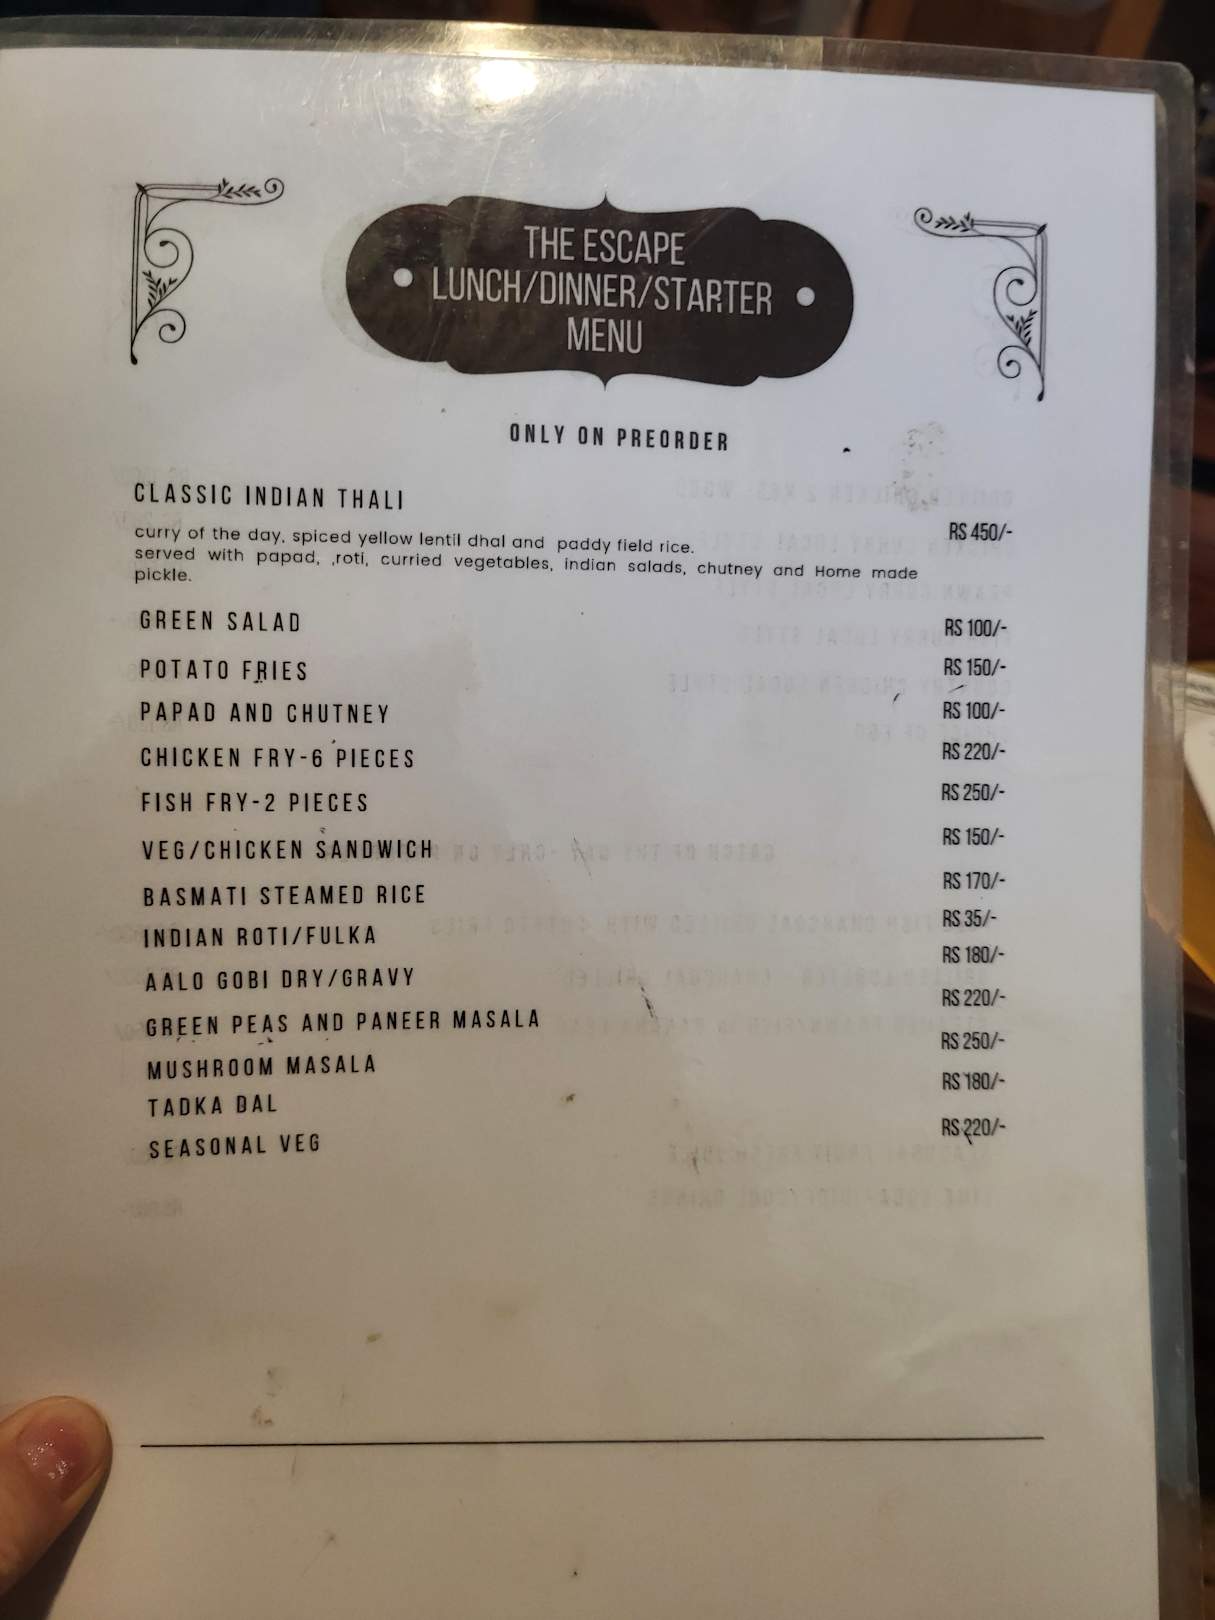 THE ESCAPE
LUNCH/DINNER/STARTER
MENU
ONLY ON PREORDER
CLASSIC INDIAN THALI
curry of the day, spiced yellow lentil dhal and paddy field rice. RS 450/-
served with papad, ,roti, curried vegetables, indian salads, chutney and Home made
pickle.
GREEN SALAD RS 100/-
POTATO FRIES RS 150/-
PAPAD AND CHUTNEY RS 100/-
CHICKEN FRY-6 PIECES RS 220/-
FISH FRY-2 PIECES RS 250/-
VEG/CHICKEN SANDWICH RS 150/-
BASMATI STEAMED RICE RS 170/-
INDIAN ROTI/FULKA RS 35/-
AALO GOBI DRY/GRAVY RS 180/-
GREEN PEAS AND PANEER MASALA RS 220/-
MUSHROOM MASALA RS 250/-
TADKA DAL RS 180/-
SEASONAL VEG RS 220/-